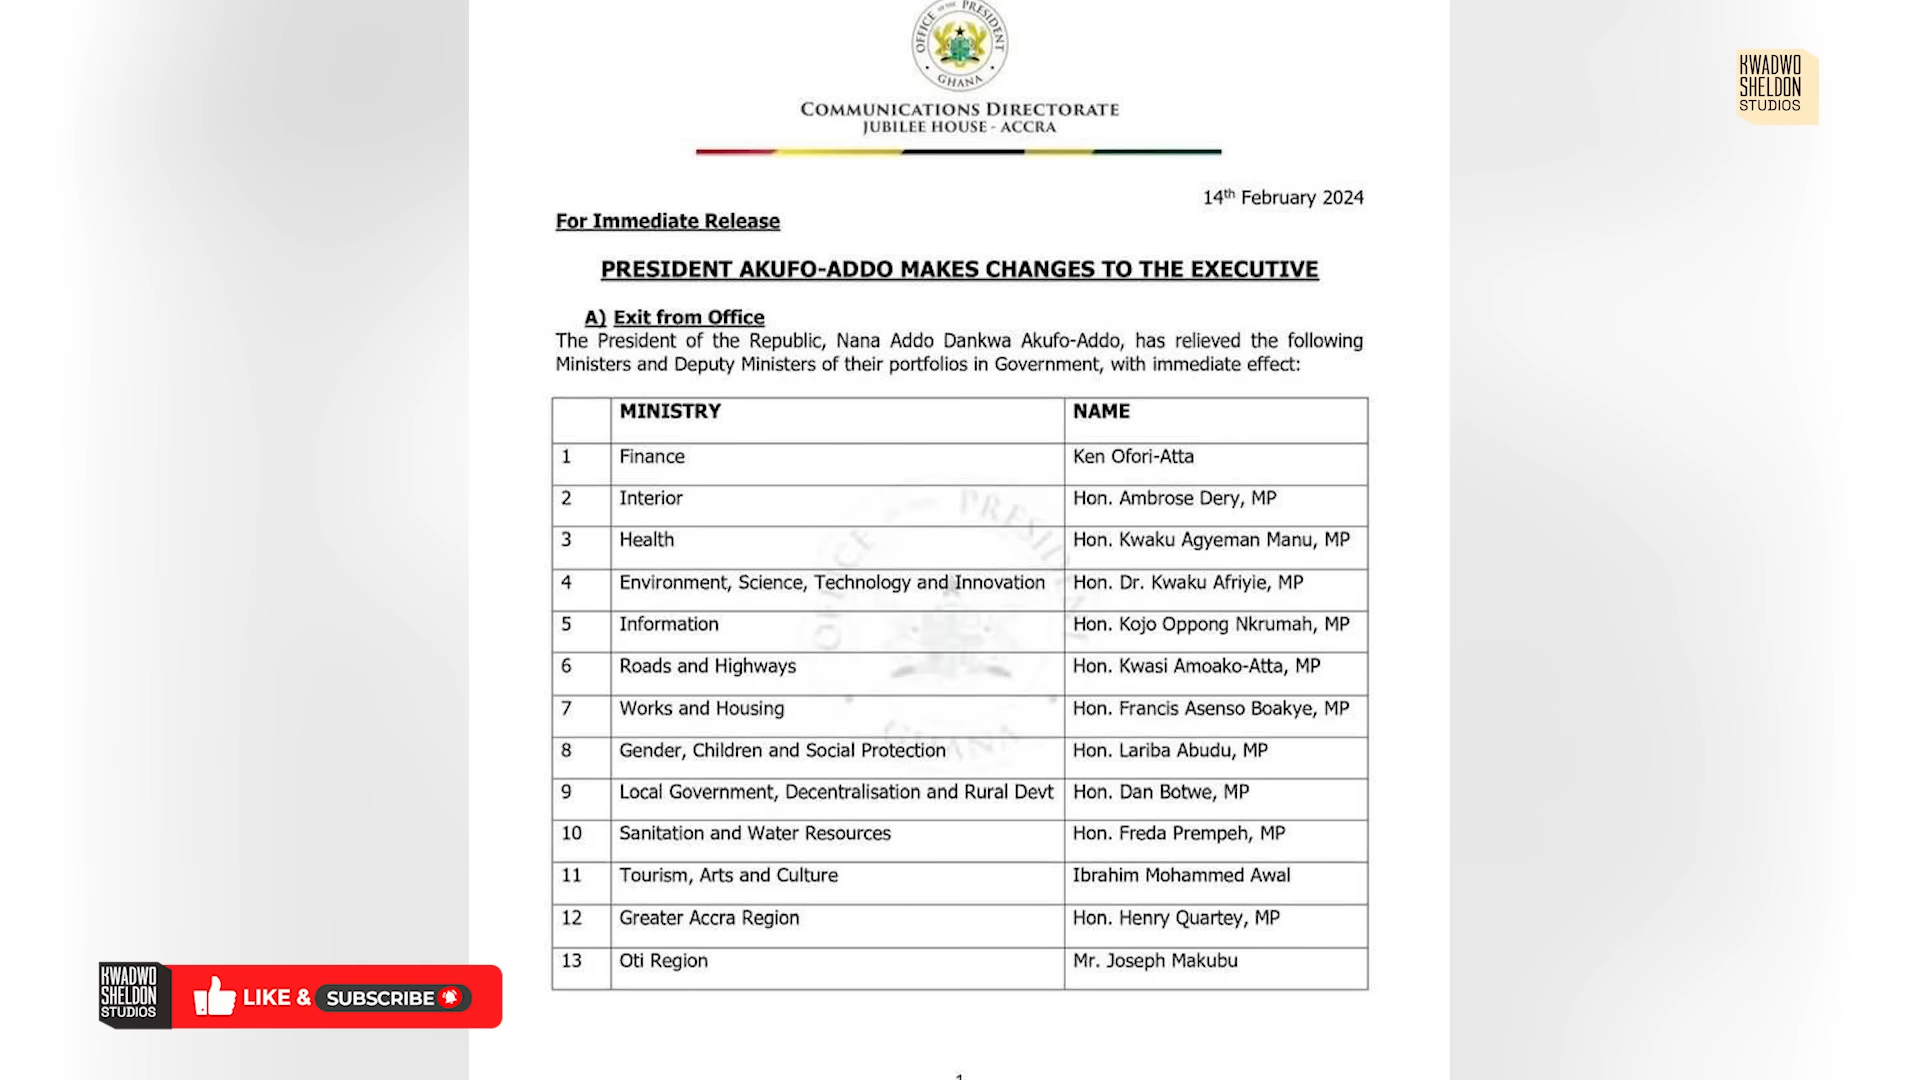 OFFICE OF THE PRESIDENT
GHANA
COMMUNICATIONS DIRECTORATE
JUBILEE HOUSE - ACCRA
KWADWO
SHELDON
STUDIOS
14th February 2024
For Immediate Release
PRESIDENT AKUFO-ADDO MAKES CHANGES TO THE EXECUTIVE
A) Exit from Office
The President of the Republic, Nana Addo Dankwa Akufo-Addo, has relieved the following
Ministers and Deputy Ministers of their portfolios in Government, with immediate effect:
MINISTRY NAME
1 Finance Ken Ofori-Atta
2 Interior Hon. Ambrose Dery, MP
3 Health Hon. Kwaku Agyeman Manu, MP
4 Environment, Science, Technology and Innovation Hon. Dr. Kwaku Afriyie, MP
5 Information Hon. Kojo Oppong Nkrumah, MP
6 Roads and Highways Hon. Kwasi Amoako-Atta, MP
7 Works and Housing Hon. Francis Asenso Boakye, MP
8 Gender, Children and Social Protection Hon. Lariba Abudu, MP
9 Local Government, Decentralisation and Rural Devt Hon. Dan Botwe, MP
10 Sanitation and Water Resources Hon. Freda Prempeh, MP
11 Tourism, Arts and Culture Ibrahim Mohammed Awal
12 Greater Accra Region Hon. Henry Quartey, MP
13 Oti Region Mr. Joseph Makubu
OFFICE PRESIDENT
GHANA
KWADWO
SHELDON
STUDIOS
LIKE & SUBSCRIBE